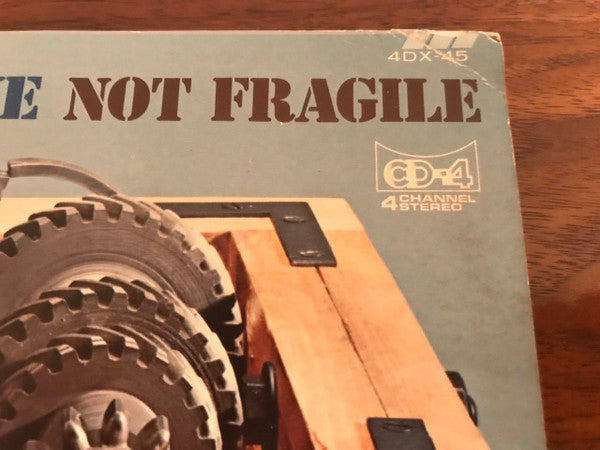 4DX-45
NOT FRAGILE
CD-4
4 CHANNEL
STEREO